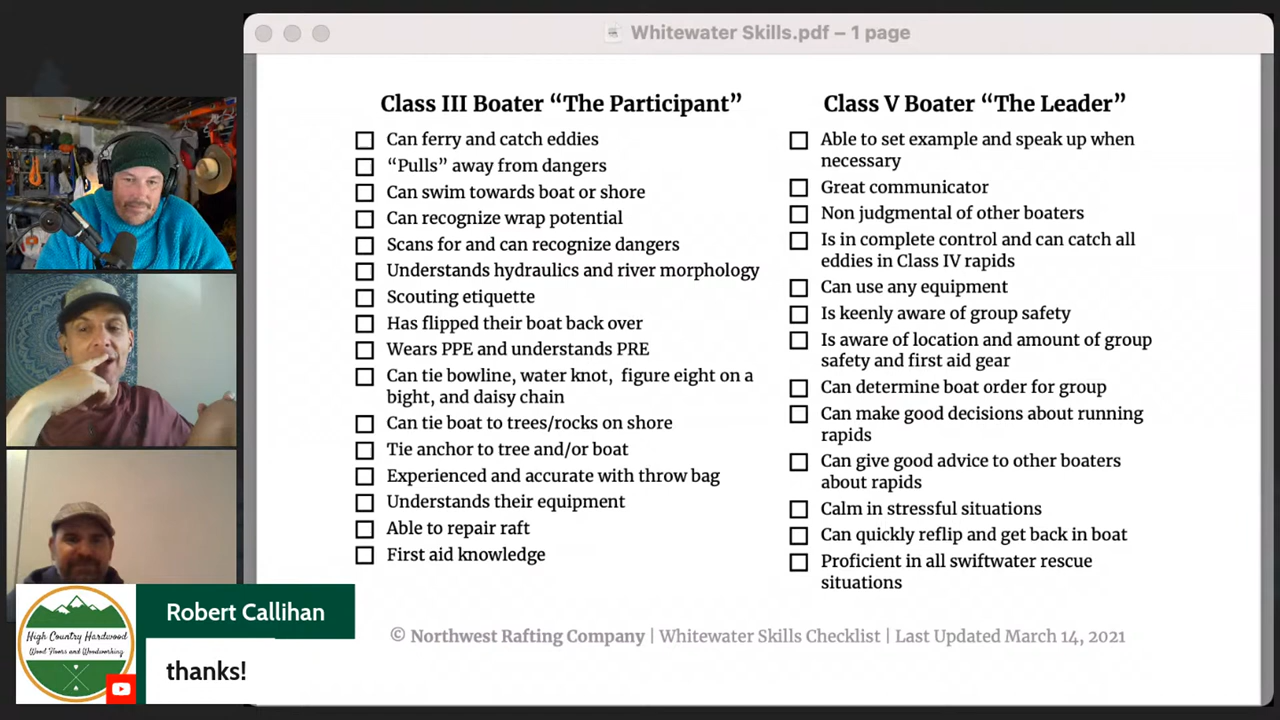 Whitewater Skills.pdf – 1 page
Class III Boater “The Participant”
Can ferry and catch eddies
“Pulls” away from dangers
Can swim towards boat or shore
Can recognize wrap potential
Scans for and can recognize dangers
Understands hydraulics and river morphology
Scouting etiquette
Has flipped their boat back over
Wears PPE and understands PRE
Can tie bowline, water knot, figure eight on a
bight, and daisy chain
Can tie boat to trees/rocks on shore
Tie anchor to tree and/or boat
Experienced and accurate with throw bag
Understands their equipment
Able to repair raft
First aid knowledge
Class V Boater “The Leader”
Able to set example and speak up when
necessary
Great communicator
Non judgmental of other boaters
Is in complete control and can catch all
eddies in Class IV rapids
Can use any equipment
Is keenly aware of group safety
Is aware of location and amount of group
safety and first aid gear
Can determine boat order for group
Can make good decisions about running
rapids
Can give good advice to other boaters
about rapids
Calm in stressful situations
Can quickly reflip and get back in boat
Proficient in all swiftwater rescue
situations
© Northwest Rafting Company | Whitewater Skills Checklist | Last Updated March 14, 2021
High Country Hardwood
Wood Floors and Woodworking
Robert Callihan
thanks!